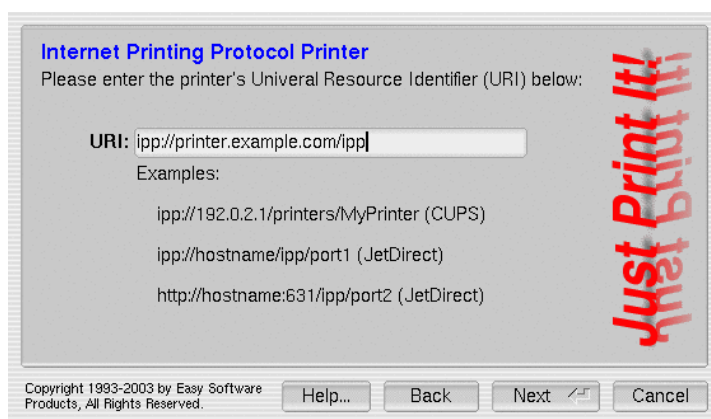 Internet Printing Protocol Printer
Please enter the printer's Univeral Resource Identifier (URI) below:
URI: ipp://printer.example.com/ipp
Examples:
ipp://192.0.2.1/printers/MyPrinter (CUPS)
ipp://hostname/ipp/port1 (JetDirect)
http://hostname:631/ipp/port2 (JetDirect)
Just Print It!
Copyright 1993-2003 by Easy Software
Products, All Rights Reserved.
Help...
Back
Next
Cancel